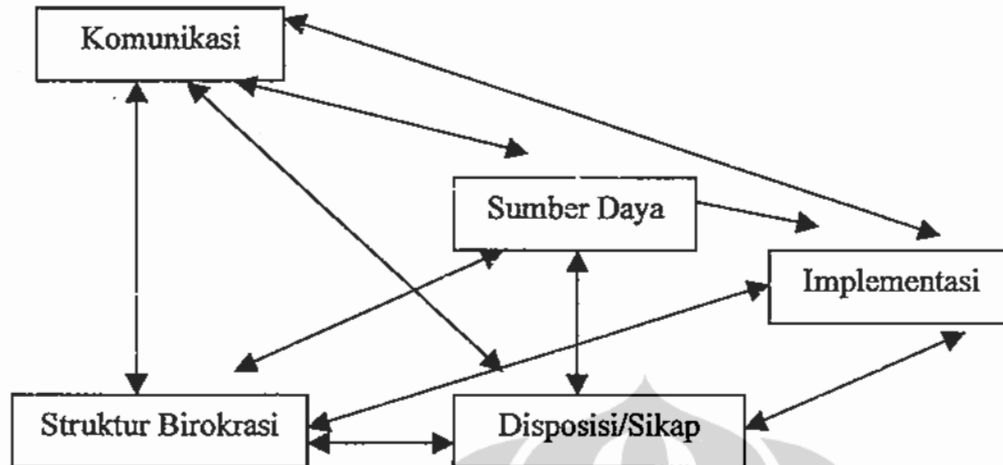 Komunikasi
Sumber Daya
Implementasi
Struktur Birokrasi
Disposisi/Sikap